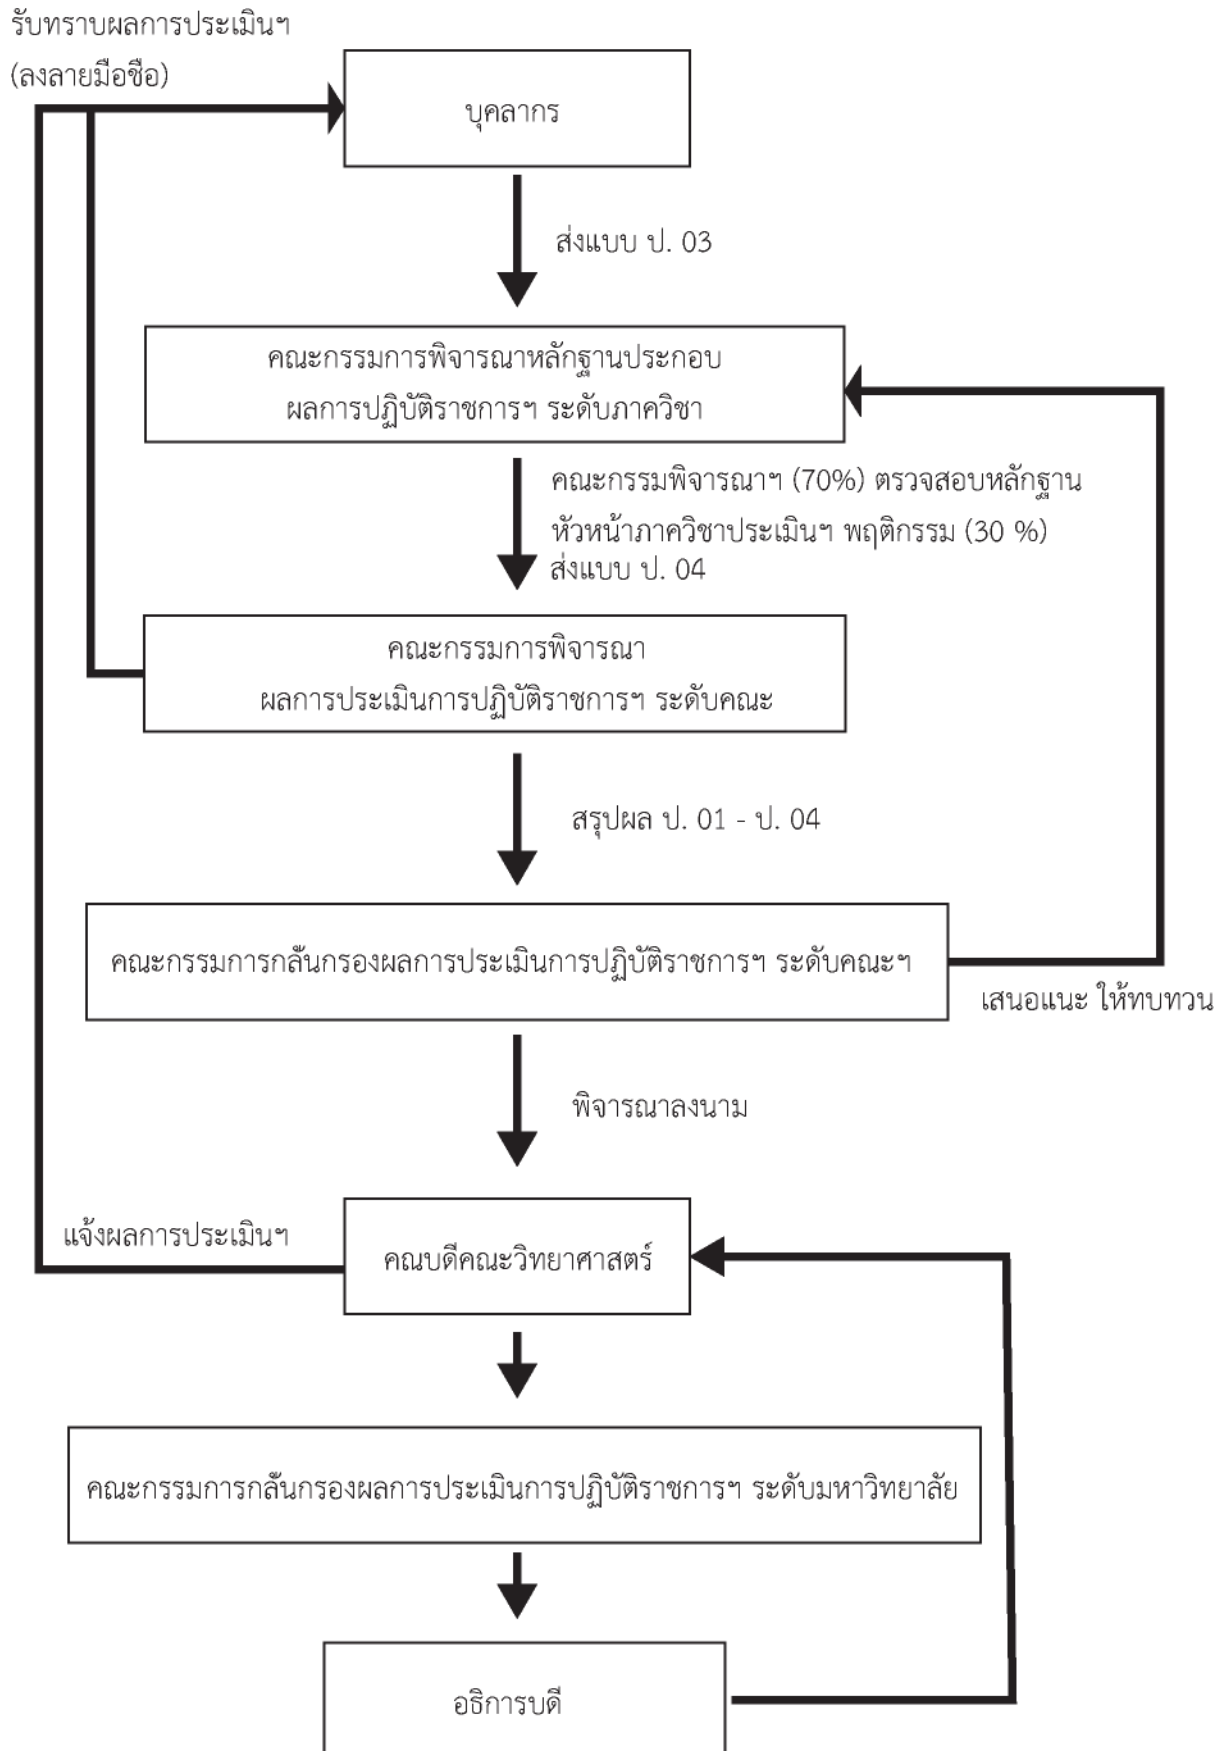 รับทราบผลการประเมินฯ
(ลงลายมือชื่อ)
บุคลากร
ส่งแบบ ป. 03
คณะกรรมการพิจารณาหลักฐานประกอบ
ผลการปฏิบัติราชการฯ ระดับภาควิชา
คณะกรรมพิจารณาฯ (70%) ตรวจสอบหลักฐาน
หัวหน้าภาควิชาประเมินฯ พฤติกรรม (30 %)
ส่งแบบ ป. 04
คณะกรรมการพิจารณา
ผลการประเมินการปฏิบัติราชการฯ ระดับคณะ
สรุปผล ป. 01 - ป. 04
คณะกรรมการกลั่นกรองผลการประเมินการปฏิบัติราชการฯ ระดับคณะฯ
เสนอแนะ ให้ทบทวน
พิจารณาลงนาม
แจ้งผลการประเมินฯ
คณบดีคณะวิทยาศาสตร์
คณะกรรมการกลั่นกรองผลการประเมินการปฏิบัติราชการฯ ระดับมหาวิทยาลัย
อธิการบดี